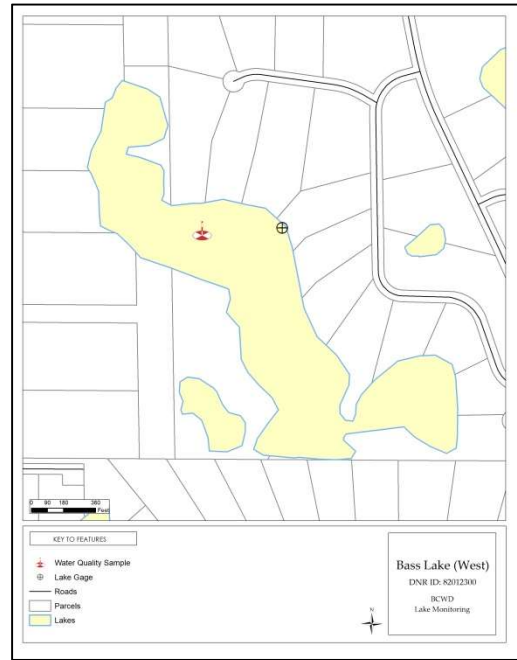 0 90 180 360
Feet
KEY TO FEATURES
Water Quality Sample
Lake Gage
Roads
Parcels
Lakes
N
Bass Lake (West)
DNR ID: 82012300
BCWD
Lake Monitoring